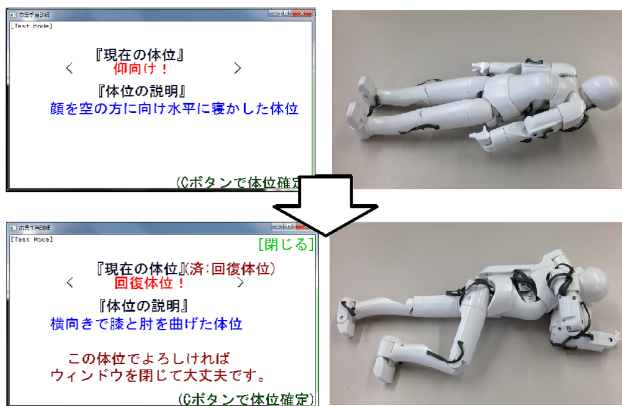 [Test Mode]
『現在の体位』
< 仰向け！ >
『体位の説明』
顔を空の方に向け水平に寝かした体位
(Cボタンで体位確定
[Test Mode]
[閉じる]
『現在の体位』(済:回復体位)
< 回復体位！ >
『体位の説明』
横向きで膝と肘を曲げた体位
この体位でよろしければ
ウィンドウを閉じて大丈夫です。
(Cボタンで体位確定)